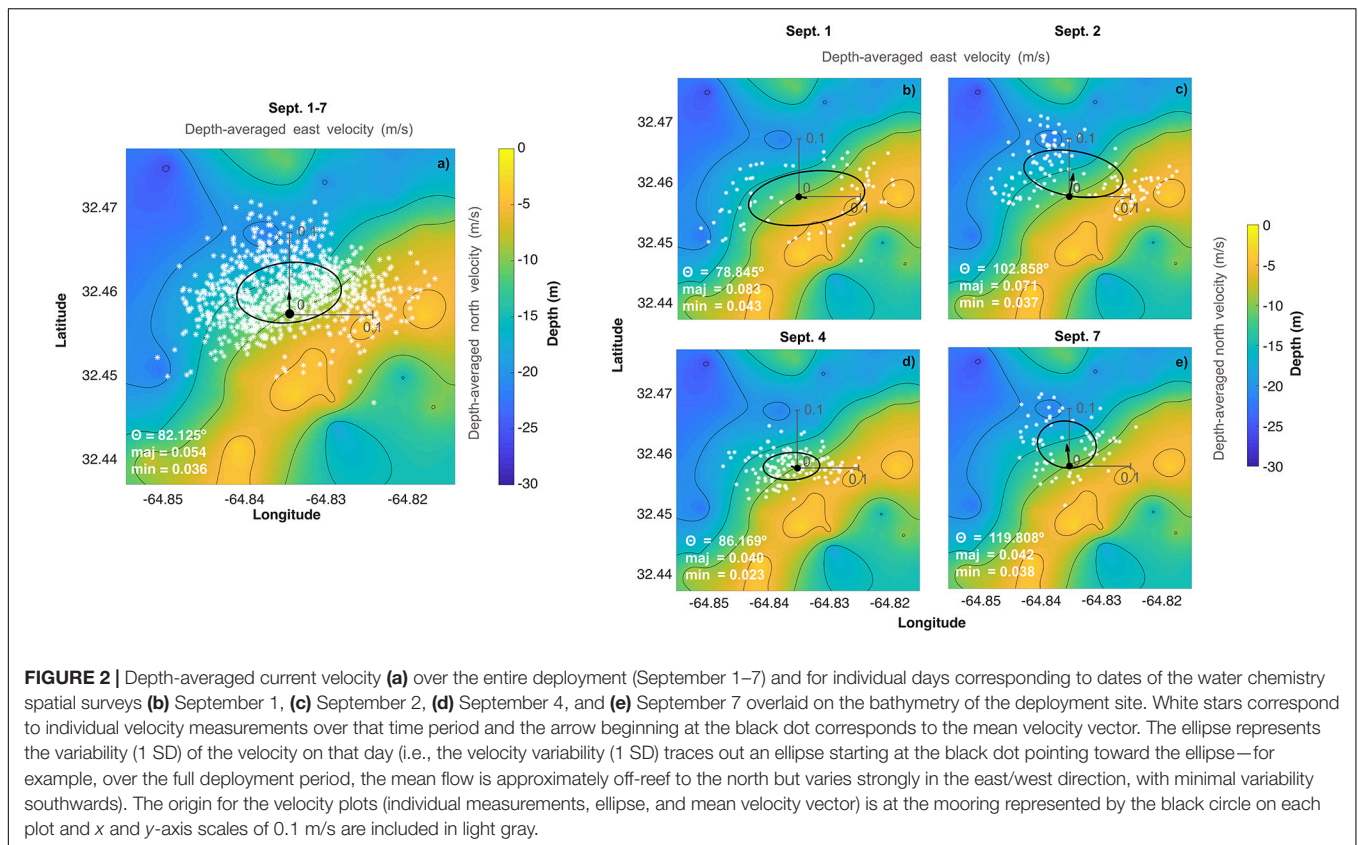 Sept. 1-7
Depth-averaged east velocity (m/s)
a)
32.47
32.46
32.45
32.44
Latitude
0.1
0
0.1
Θ = 82.125º
maj = 0.054
min = 0.036
-64.85
-64.84
-64.83
-64.82
Longitude
Depth-averaged north velocity (m/s)
0
-5
-10
-15
-20
-25
-30
Depth (m)
Sept. 1
Sept. 2
Depth-averaged east velocity (m/s)
b)
32.47
32.46
32.45
32.44
Latitude
0.1
0
0.1
Θ = 78.845º
maj = 0.083
min = 0.043
c)
0.1
0
0.1
Θ = 102.858º
maj = 0.071
min = 0.037
Sept. 4
d)
32.47
32.46
32.45
32.44
Latitude
0.1
0
0.1
Θ = 86.169º
maj = 0.040
min = 0.023
-64.85
-64.84
-64.83
-64.82
Sept. 7
e)
0.1
0
0.1
Θ = 119.808º
maj = 0.042
min = 0.038
-64.85
-64.84
-64.83
-64.82
Longitude
Depth-averaged north velocity (m/s)
0
-5
-10
-15
-20
-25
-30
Depth (m)
FIGURE 2 | Depth-averaged current velocity (a) over the entire deployment (September 1–7) and for individual days corresponding to dates of the water chemistry
spatial surveys (b) September 1, (c) September 2, (d) September 4, and (e) September 7 overlaid on the bathymetry of the deployment site. White stars correspond
to individual velocity measurements over that time period and the arrow beginning at the black dot corresponds to the mean velocity vector. The ellipse represents
the variability (1 SD) of the velocity on that day (i.e., the velocity variability (1 SD) traces out an ellipse starting at the black dot pointing toward the ellipse—for
example, over the full deployment period, the mean flow is approximately off-reef to the north but varies strongly in the east/west direction, with minimal variability
southwards). The origin for the velocity plots (individual measurements, ellipse, and mean velocity vector) is at the mooring represented by the black circle on each
plot and x and y-axis scales of 0.1 m/s are included in light gray.